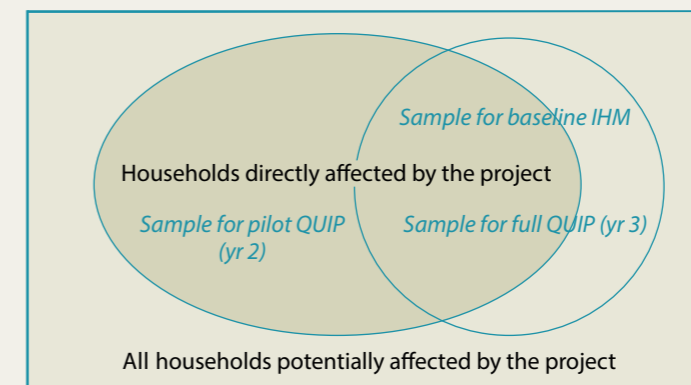 Sample for baseline IHM
Households directly affected by the project
Sample for pilot QUIP
(yr 2)
Sample for full QUIP (yr 3)
All households potentially affected by the project